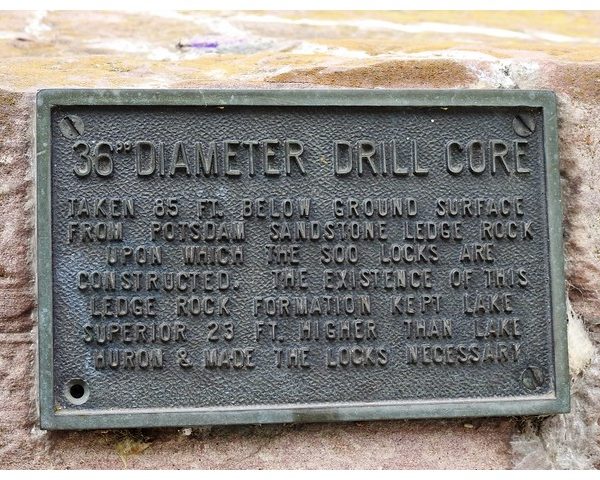 36" DIAMETER DRILL CORE
TAKEN 85 FT. BELOW GROUND SURFACE
FROM POTSDAM SANDSTONE LEDGE ROCK
UPON WHICH THE SOO LOCKS ARE
CONSTRUCTED. THE EXISTENCE OF THIS
LEDGE ROCK FORMATION KEPT LAKE
SUPERIOR 23 FT. HIGHER THAN LAKE
HURON & MADE THE LOCKS NECESSARY